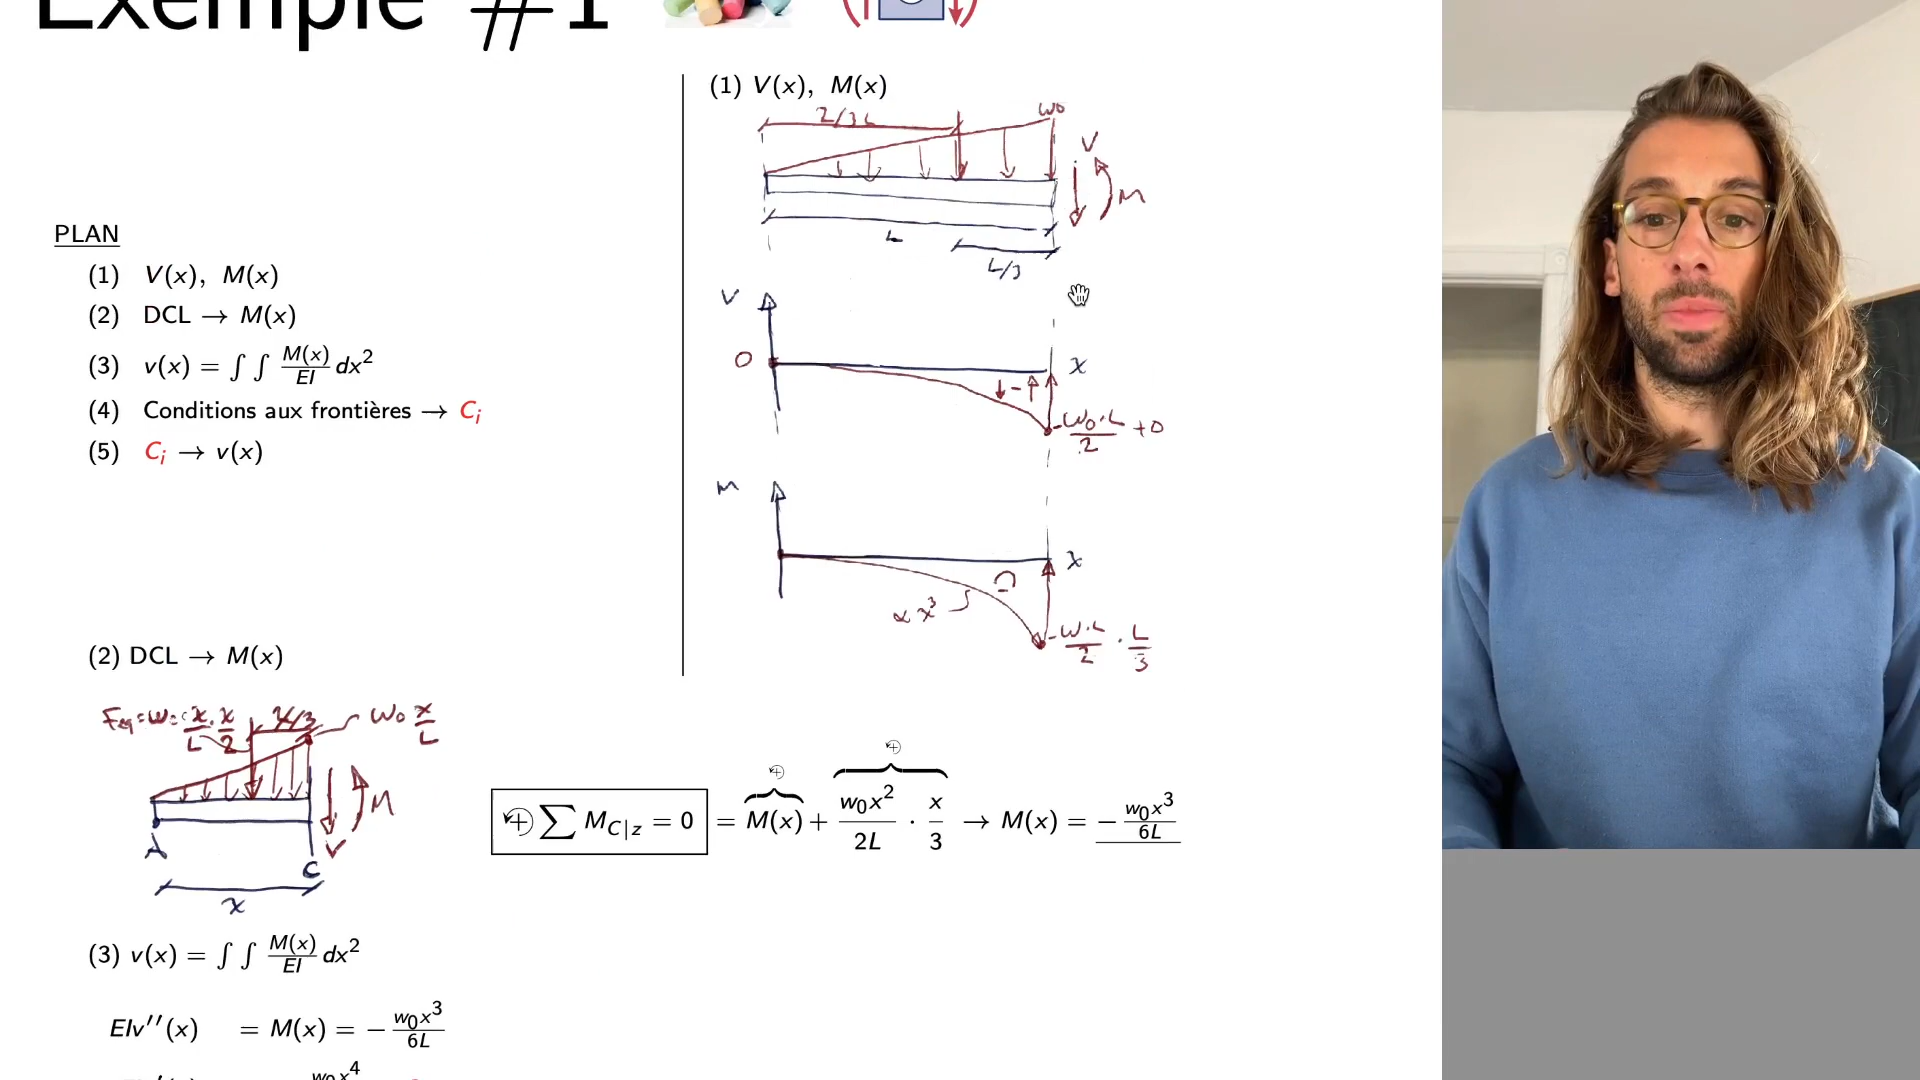 Exemple #1
PLAN
(1) V(x), M(x)
(2) DCL → M(x)
(3) v(x) = ∫∫ M(x)/EI dx²
(4) Conditions aux frontières → Cᵢ
(5) Cᵢ → v(x)
(1) V(x), M(x)
2/3 L
w0
V
M
L
L/3
V
0
x
↓-↑
-w0·L/2 +0
M
x
∝ x³
-w·L/2 · L/3
(2) DCL → M(x)
Feq = w0·x/L·x/2
x/3
w0 x/L
M
V
A
C
x
+ ∑ M_{C|z} = 0 = M(x) + w₀x²/2L · x/3 → M(x) = − w₀x³/6L
(3) v(x) = ∫∫ M(x)/EI dx²
EIv′′(x) = M(x) = − w₀x³/6L
w₀x⁴